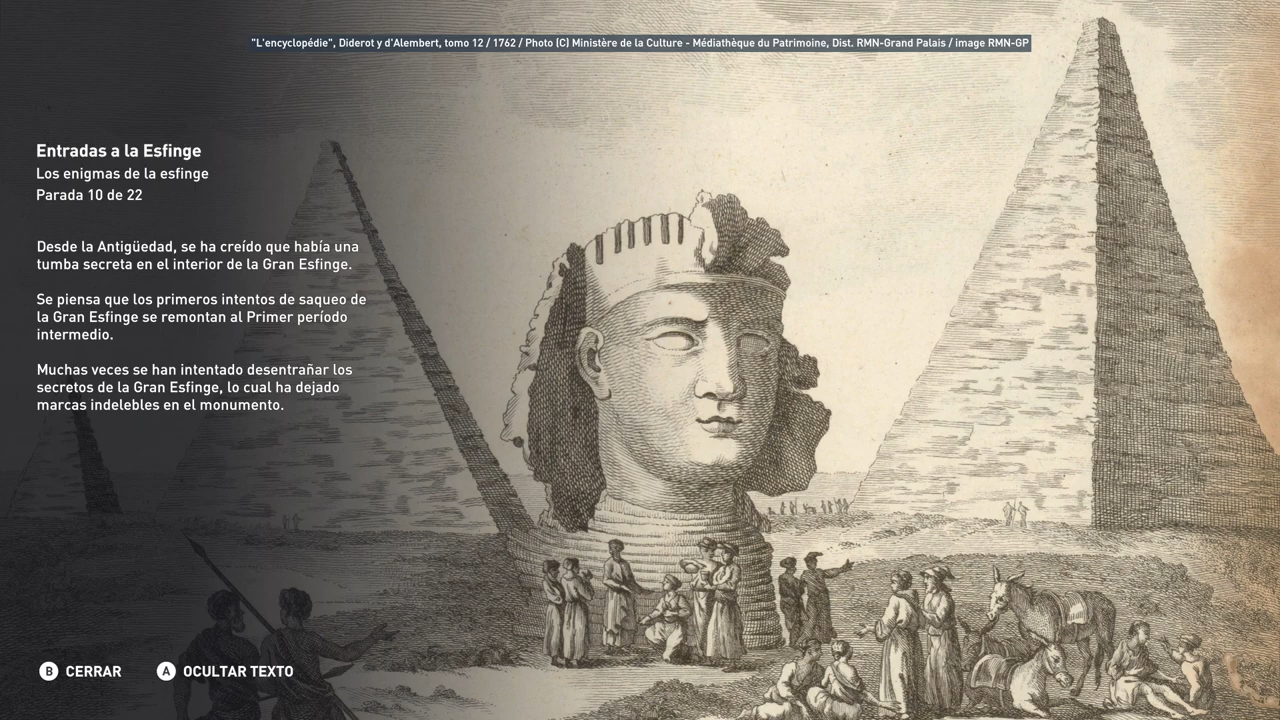 "L'encyclopédie", Diderot y d'Alembert, tomo 12 / 1762 / Photo (C) Ministère de la Culture - Médiathèque du Patrimoine, Dist. RMN-Grand Palais / image RMN-GP
Entradas a la Esfinge
Los enigmas de la esfinge
Parada 10 de 22
Desde la Antigüedad, se ha creído que había una
tumba secreta en el interior de la Gran Esfinge.
Se piensa que los primeros intentos de saqueo de
la Gran Esfinge se remontan al Primer período
intermedio.
Muchas veces se han intentado desentrañar los
secretos de la Gran Esfinge, lo cual ha dejado
marcas indelebles en el monumento.
B CERRAR A OCULTAR TEXTO